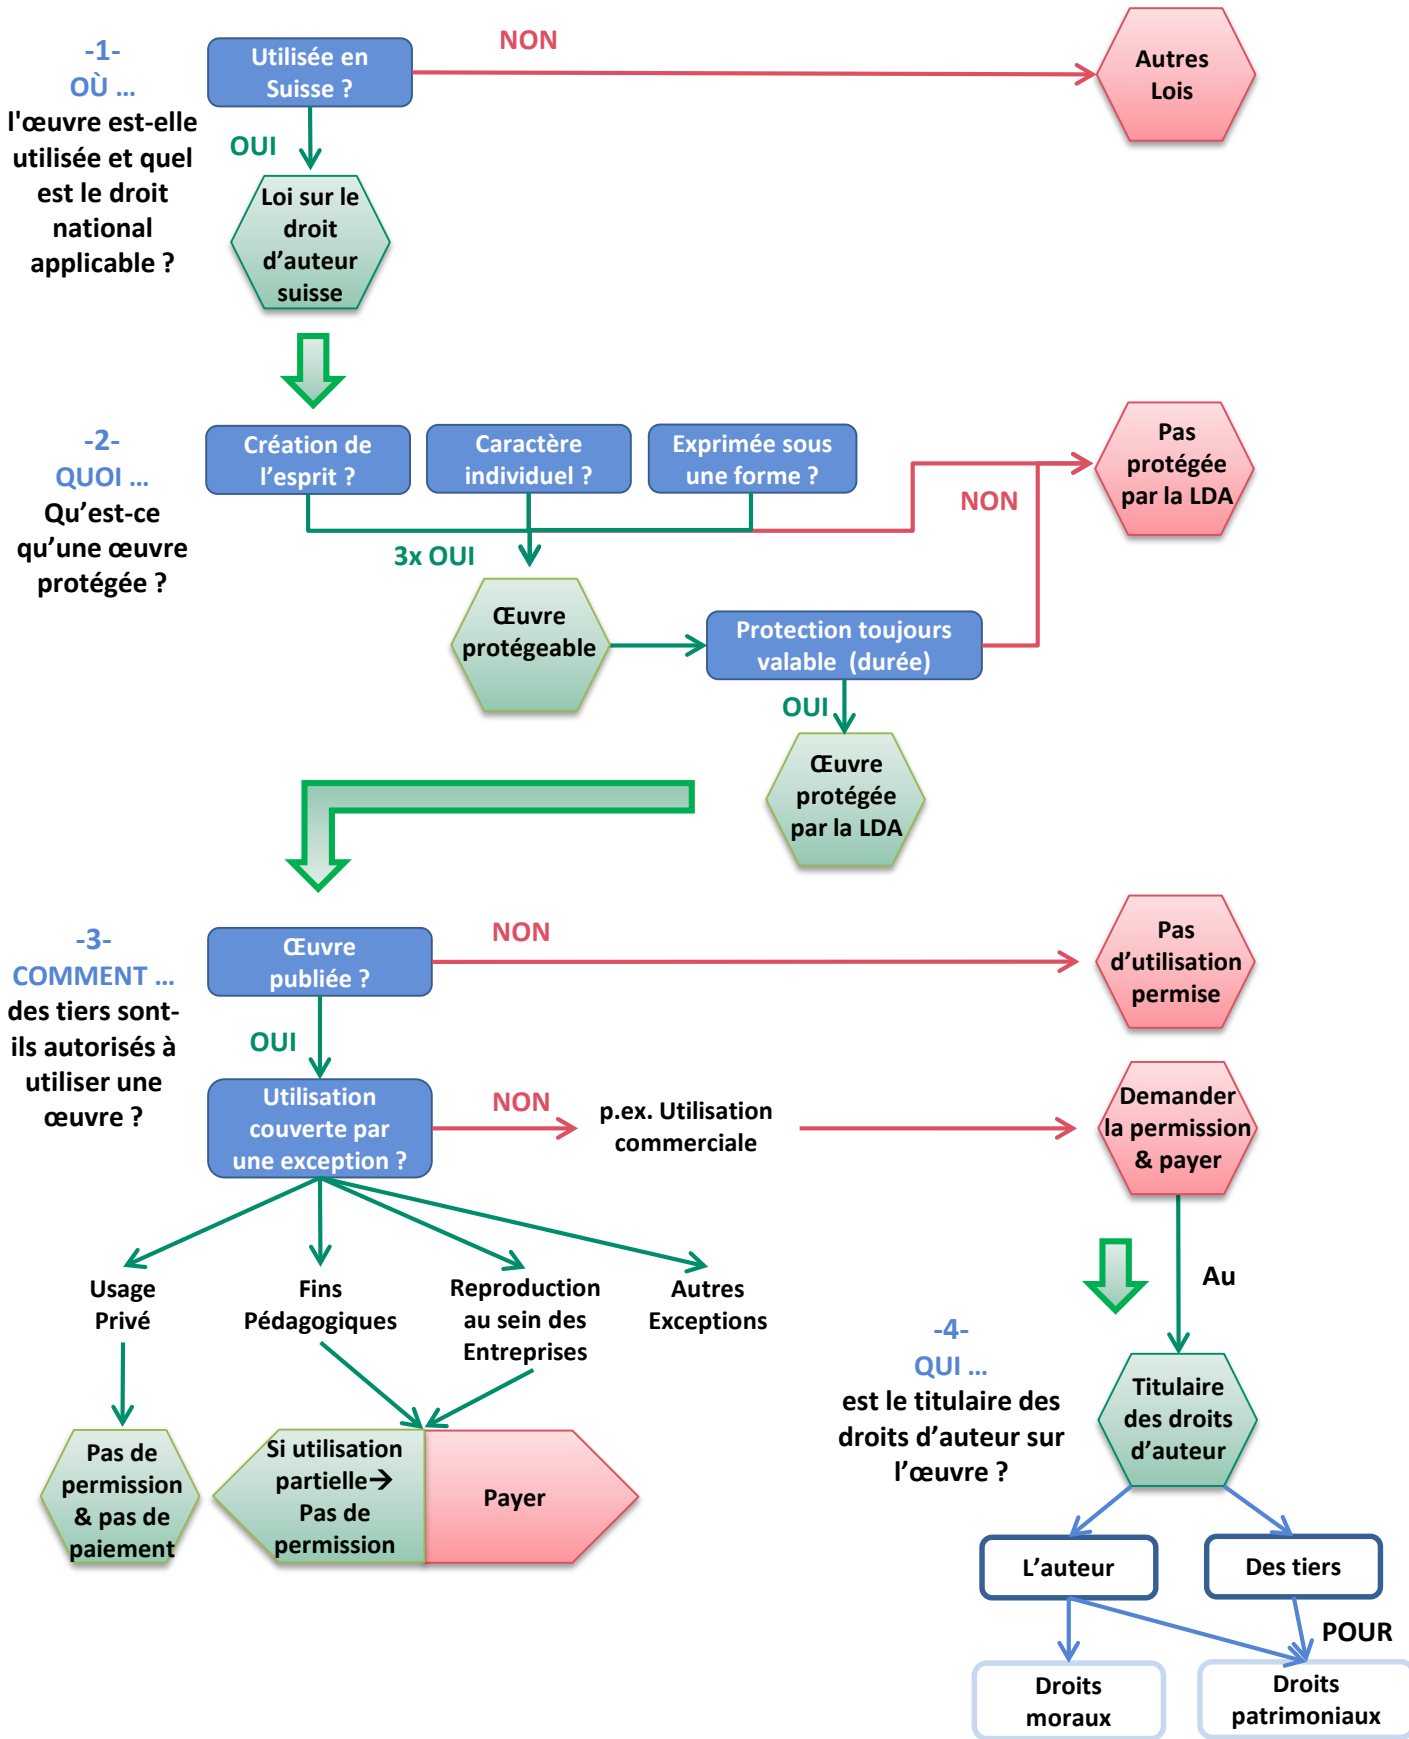 -1-
OÙ ...
l'œuvre est-elle
utilisée et quel
est le droit
national
applicable ?
Utilisée en
Suisse ?
NON
Autres
Lois
OUI
Loi sur le
droit
d’auteur
suisse
-2-
QUOI ...
Qu’est-ce
qu’une œuvre
protégée ?
Création de
l’esprit ?
Caractère
individuel ?
Exprimée sous
une forme ?
NON
Pas
protégée
par la LDA
3x OUI
Œuvre
protégeable
Protection toujours
valable (durée)
OUI
Œuvre
protégée
par la LDA
-3-
COMMENT ...
des tiers sont-
ils autorisés à
utiliser une
œuvre ?
Œuvre
publiée ?
NON
Pas
d’utilisation
permise
OUI
Utilisation
couverte par
une exception ?
NON
p.ex. Utilisation
commerciale
Demander
la permission
& payer
Usage
Privé
Fins
Pédagogiques
Reproduction
au sein des
Entreprises
Autres
Exceptions
Pas de
permission
& pas de
paiement
Si utilisation
partielle→
Pas de
permission
Payer
Au
-4-
QUI ...
est le titulaire des
droits d’auteur sur
l’œuvre ?
Titulaire
des droits
d’auteur
L’auteur
Des tiers
POUR
Droits
moraux
Droits
patrimoniaux